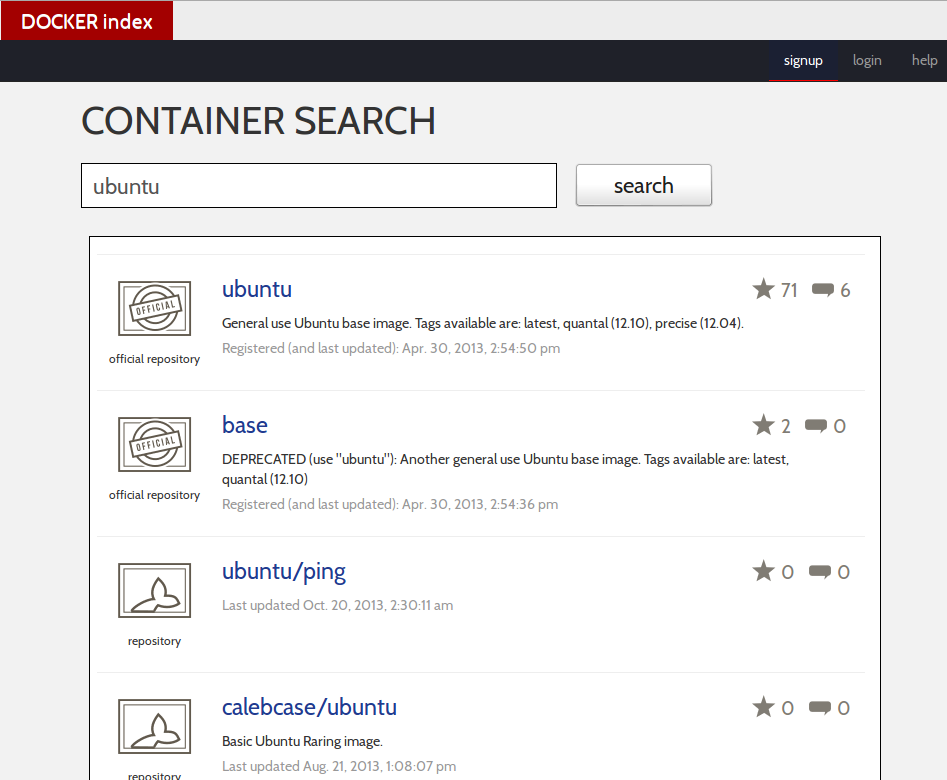 DOCKER index
signup login help
CONTAINER SEARCH
ubuntu
search
OFFICIAL
official repository
ubuntu
71 6
General use Ubuntu base image. Tags available are: latest, quantal (12.10), precise (12.04).
Registered (and last updated): Apr. 30, 2013, 2:54:50 pm
OFFICIAL
official repository
base
2 0
DEPRECATED (use "ubuntu"): Another general use Ubuntu base image. Tags available are: latest,
quantal (12.10)
Registered (and last updated): Apr. 30, 2013, 2:54:36 pm
repository
ubuntu/ping
0 0
Last updated Oct. 20, 2013, 2:30:11 am
repository
calebcase/ubuntu
0 0
Basic Ubuntu Raring image.
Last updated Aug. 21, 2013, 1:08:07 pm